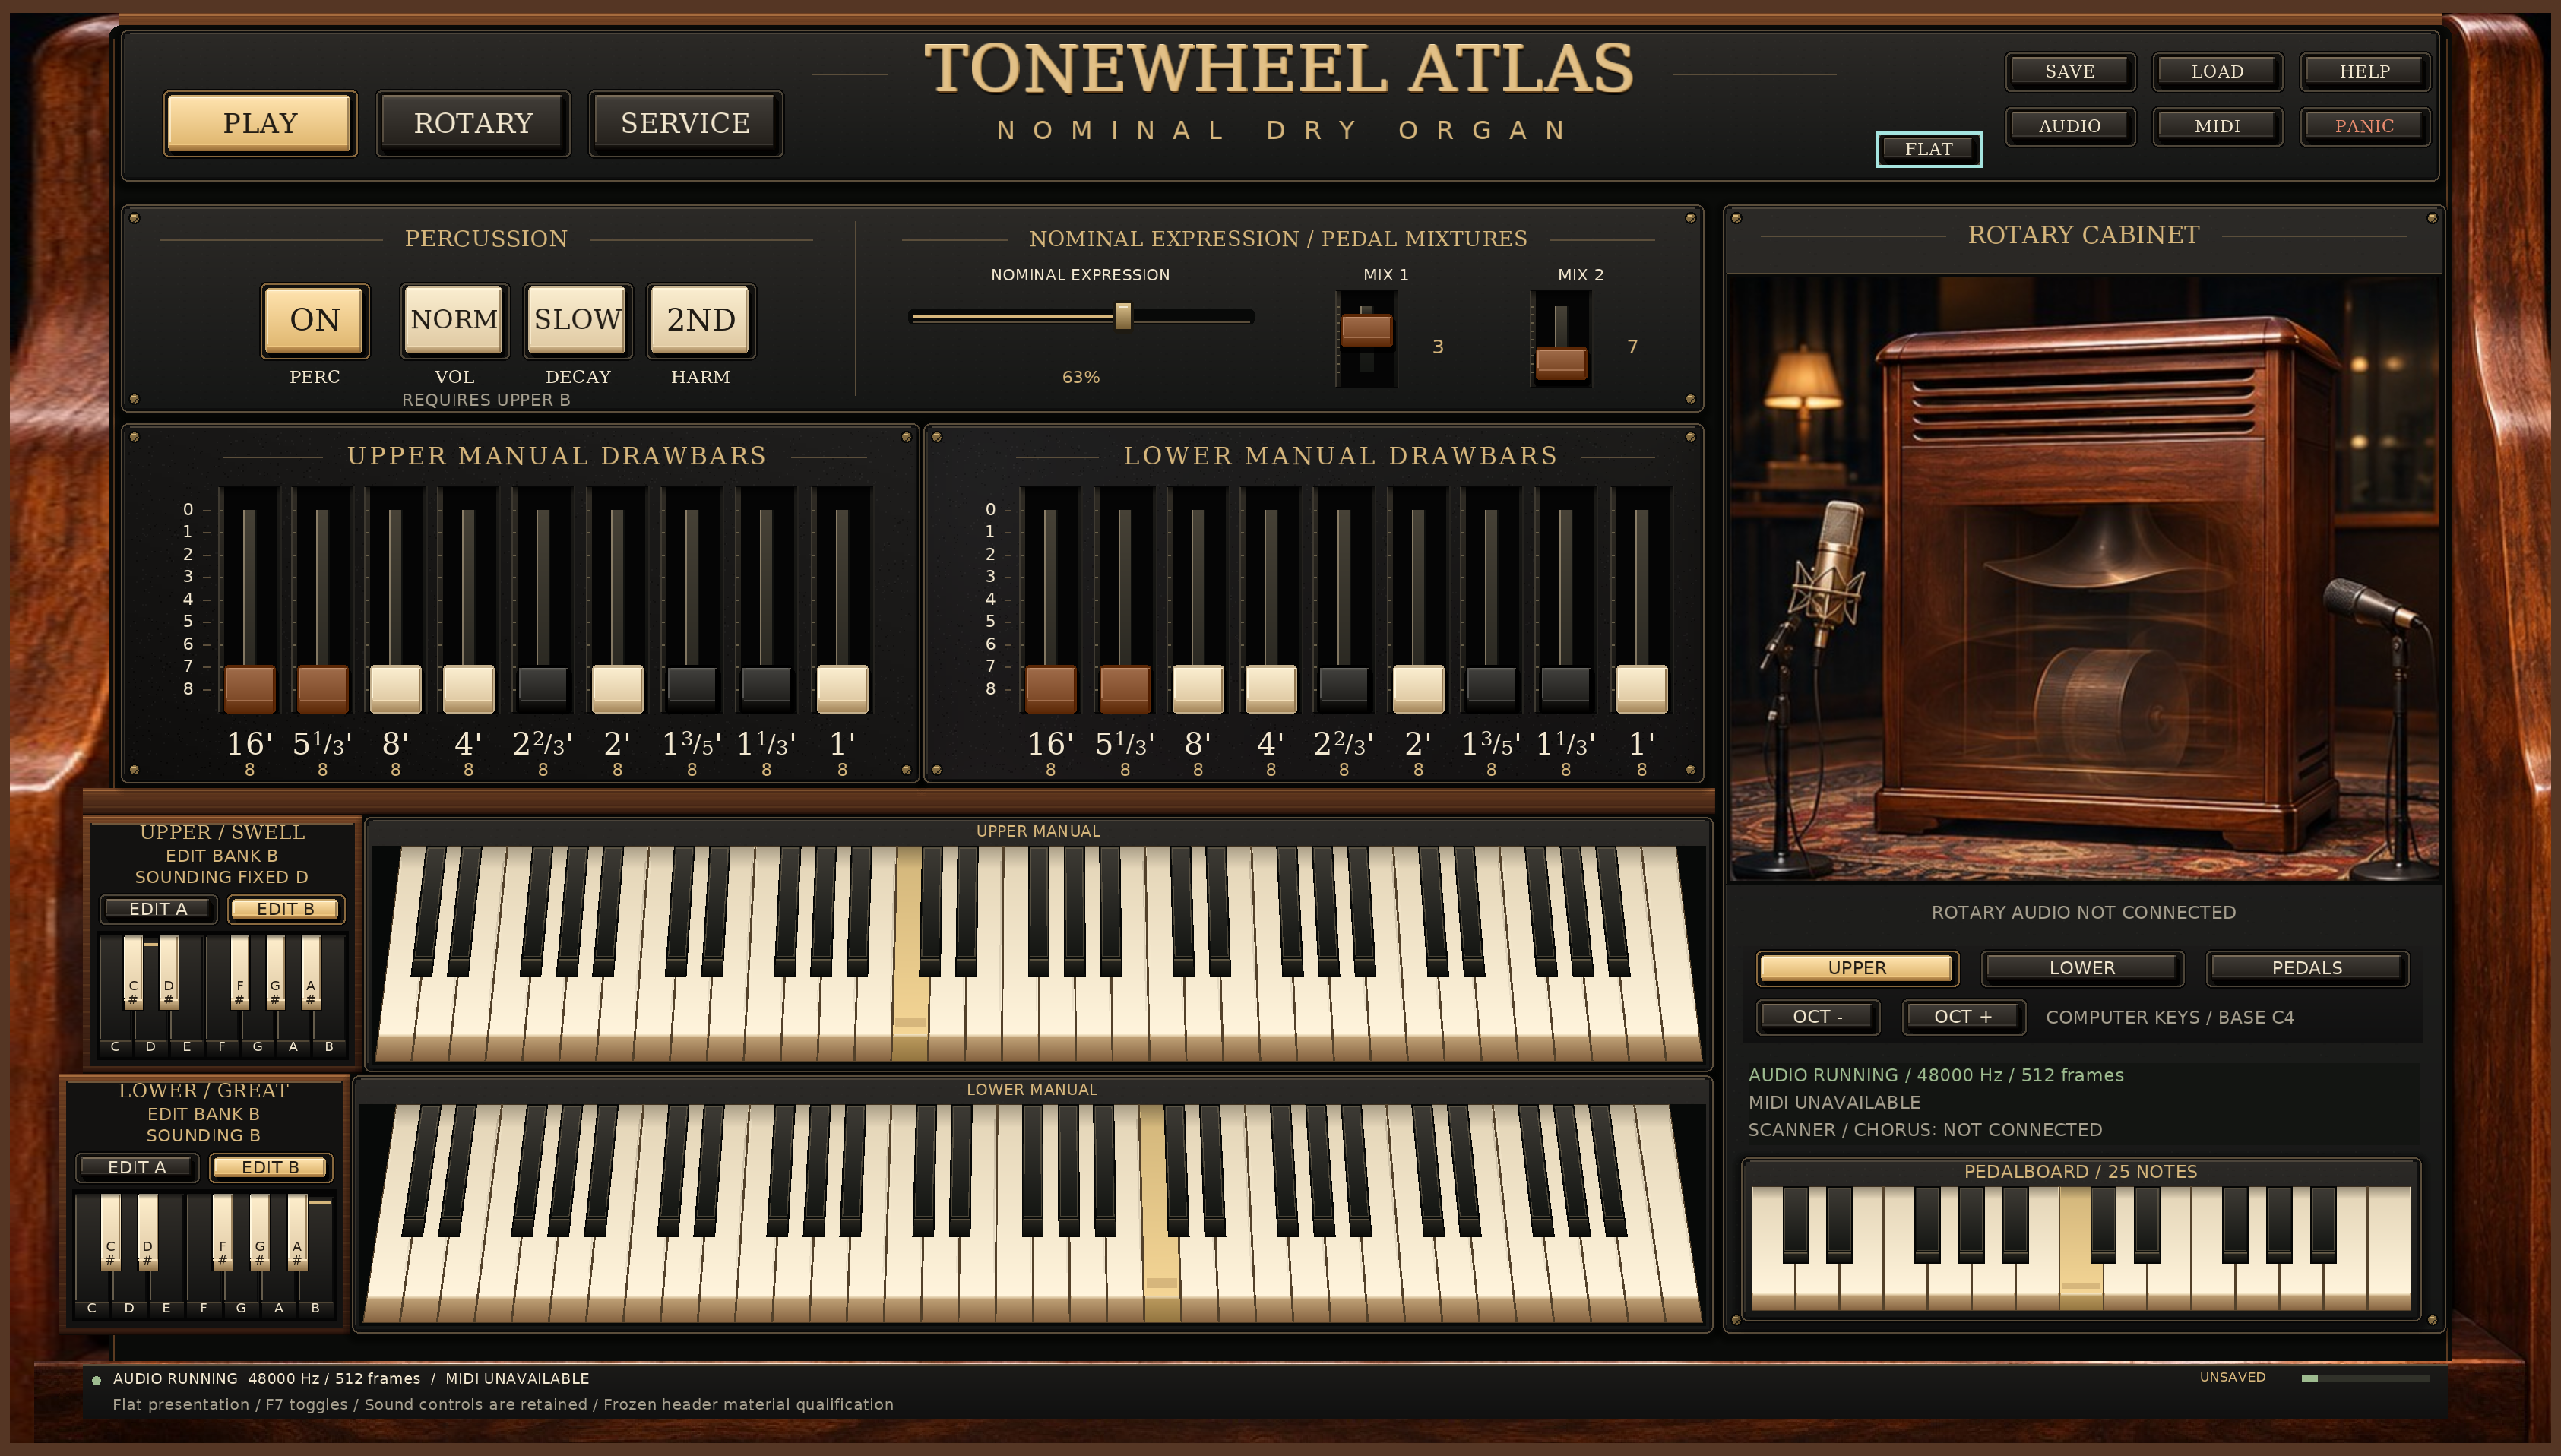 TONEWHEEL ATLAS
NOMINAL DRY ORGAN
PLAY ROTARY SERVICE
SAVE LOAD HELP
AUDIO MIDI PANIC
FLAT
PERCUSSION
ON NORM SLOW 2ND
PERC VOL DECAY HARM
REQUIRES UPPER B
NOMINAL EXPRESSION / PEDAL MIXTURES
NOMINAL EXPRESSION MIX 1 MIX 2
3 7
63%
ROTARY CABINET
UPPER MANUAL DRAWBARS
0
1
2
3
4
5
6
7
8
16' 5 1/3' 8' 4' 2 2/3' 2' 1 3/5' 1 1/3' 1'
8 8 8 8 8 8 8 8 8
LOWER MANUAL DRAWBARS
0
1
2
3
4
5
6
7
8
16' 5 1/3' 8' 4' 2 2/3' 2' 1 3/5' 1 1/3' 1'
8 8 8 8 8 8 8 8 8
UPPER / SWELL
EDIT BANK B
SOUNDING FIXED D
EDIT A EDIT B
C# D# F# G# A#
C D E F G A B
UPPER MANUAL
LOWER / GREAT
EDIT BANK B
SOUNDING B
EDIT A EDIT B
C# D# F# G# A#
C D E F G A B
LOWER MANUAL
ROTARY AUDIO NOT CONNECTED
UPPER LOWER PEDALS
OCT - OCT + COMPUTER KEYS / BASE C4
AUDIO RUNNING / 48000 Hz / 512 frames
MIDI UNAVAILABLE
SCANNER / CHORUS: NOT CONNECTED
PEDALBOARD / 25 NOTES
AUDIO RUNNING 48000 Hz / 512 frames / MIDI UNAVAILABLE
UNSAVED
Flat presentation / F7 toggles / Sound controls are retained / Frozen header material qualification